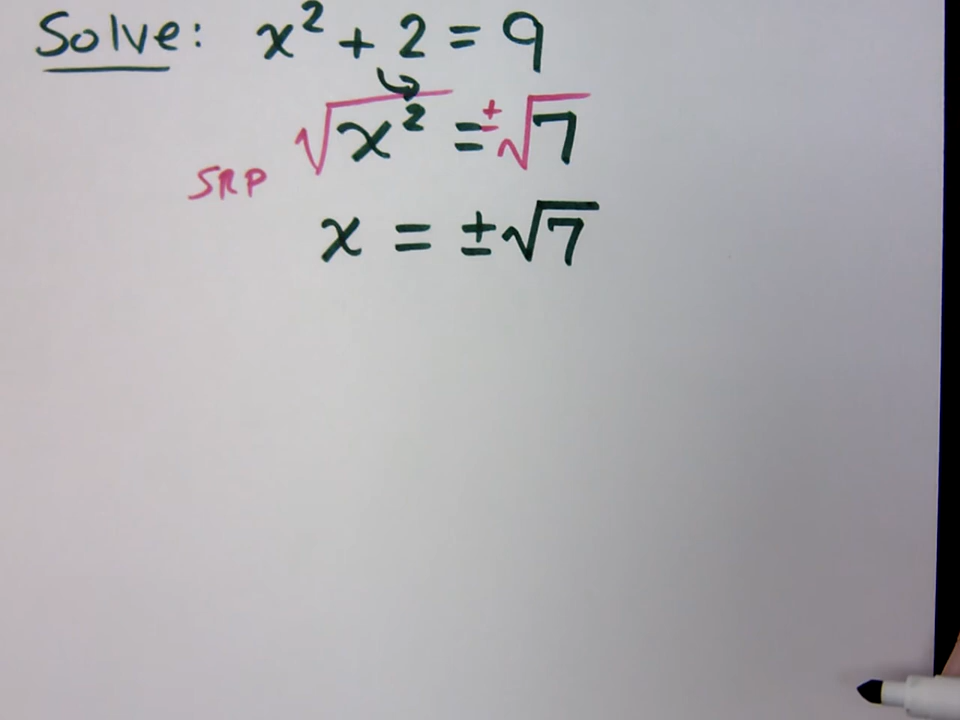 Solve: x² + 2 = 9
√x² = ±√7
SRP
x = ±√7